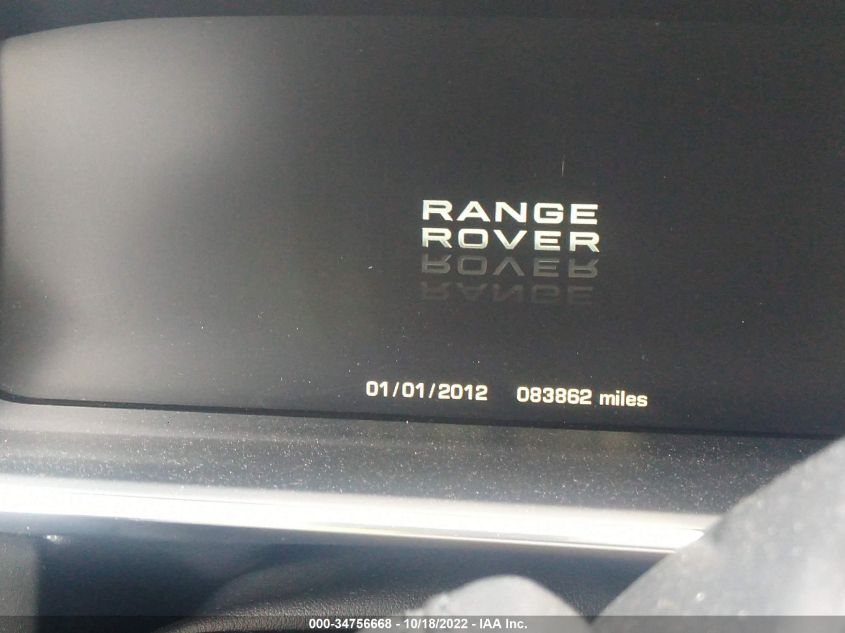 RANGE
ROVER
01/01/2012 083862 miles
000-34756668 - 10/18/2022 - IAA Inc.